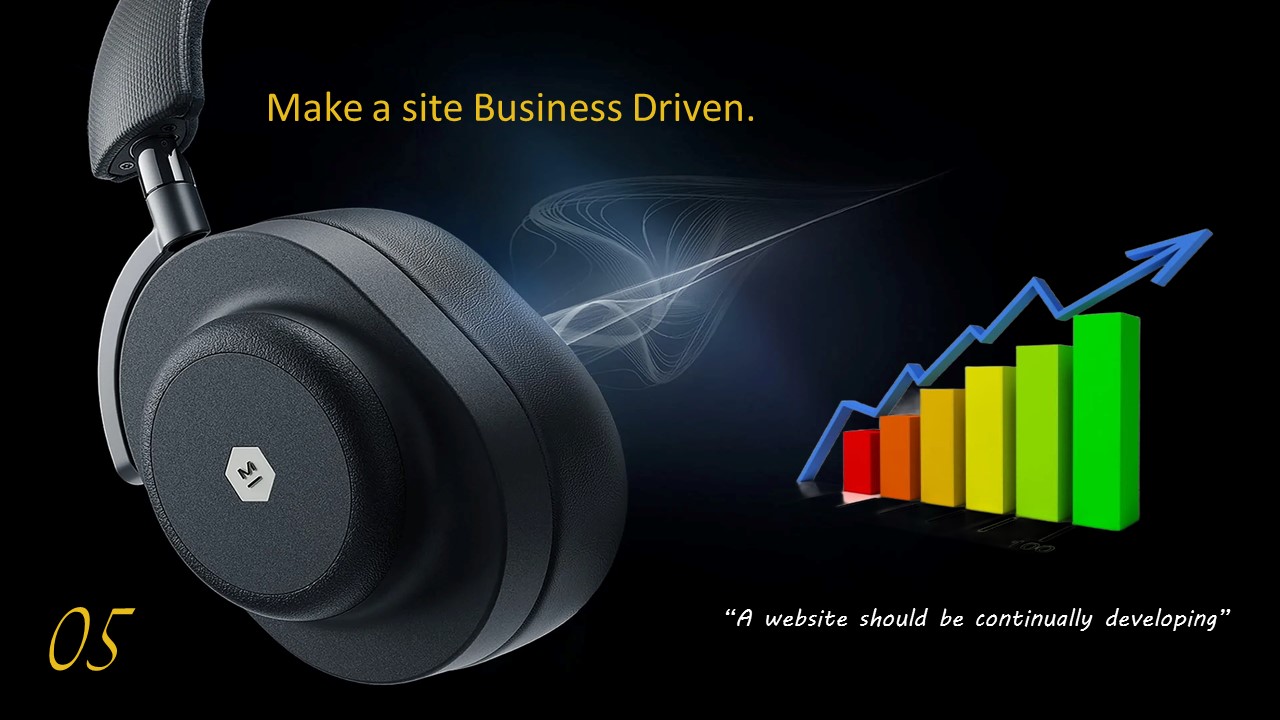 Make a site Business Driven.
“A website should be continually developing”
05